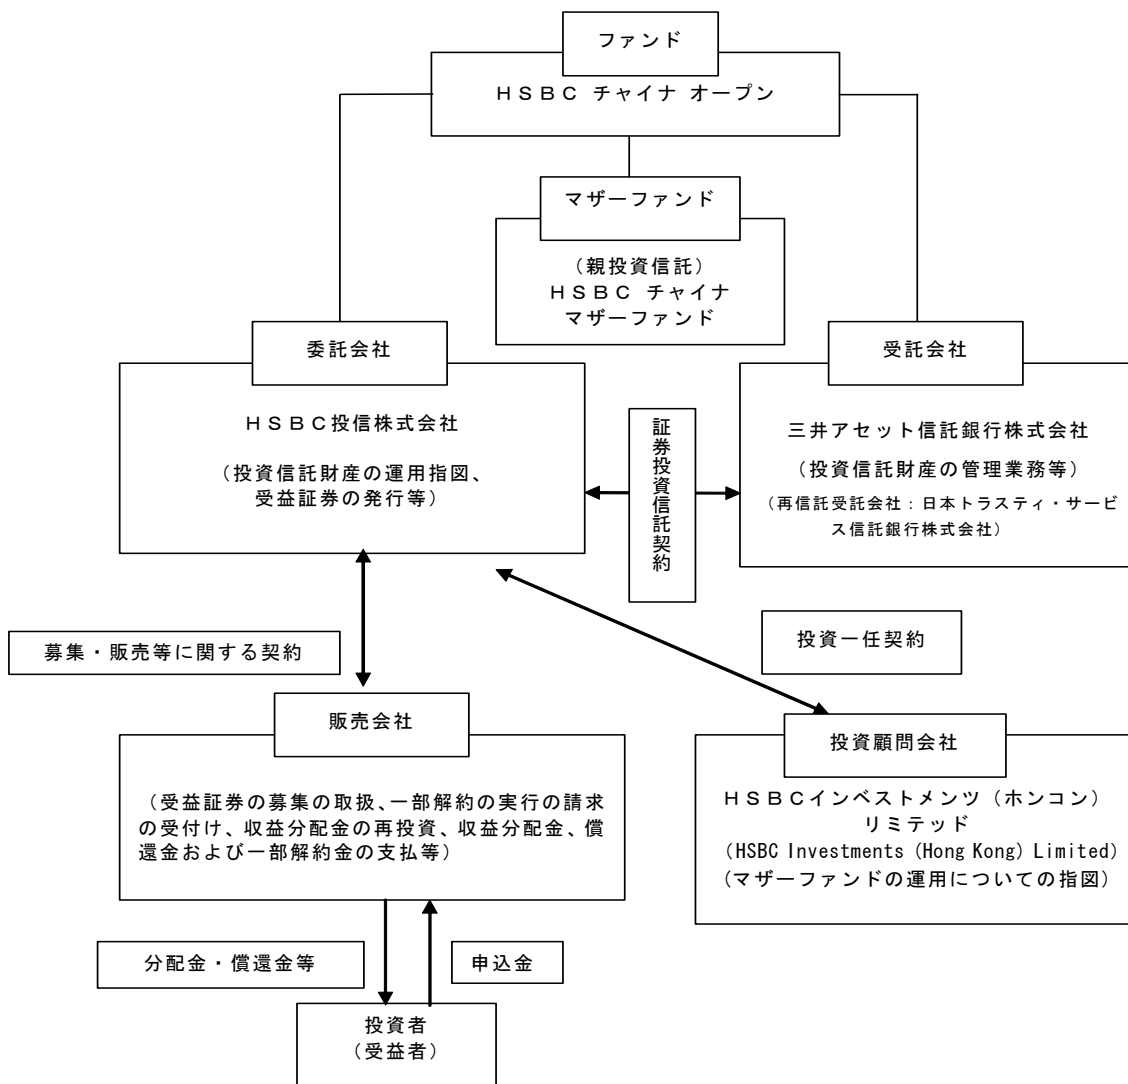 ファンド
ＨＳＢＣ チャイナ オープン
マザーファンド
（親投資信託）
ＨＳＢＣ チャイナ
マザーファンド
委託会社
ＨＳＢＣ投信株式会社
（投資信託財産の運用指図、
受益証券の発行等）
証券投資信託契約
受託会社
三井アセット信託銀行株式会社
（投資信託財産の管理業務等）
（再信託受託会社：日本トラスティ・サービ
ス信託銀行株式会社）
募集・販売等に関する契約
投資一任契約
販売会社
（受益証券の募集の取扱、一部解約の実行の請求
の受付け、収益分配金の再投資、収益分配金、償
還金および一部解約金の支払等）
投資顧問会社
ＨＳＢＣインベストメンツ（ホンコン）
リミテッド
（HSBC Investments (Hong Kong) Limited）
（マザーファンドの運用についての指図）
分配金・償還金等
申込金
投資者
（受益者）